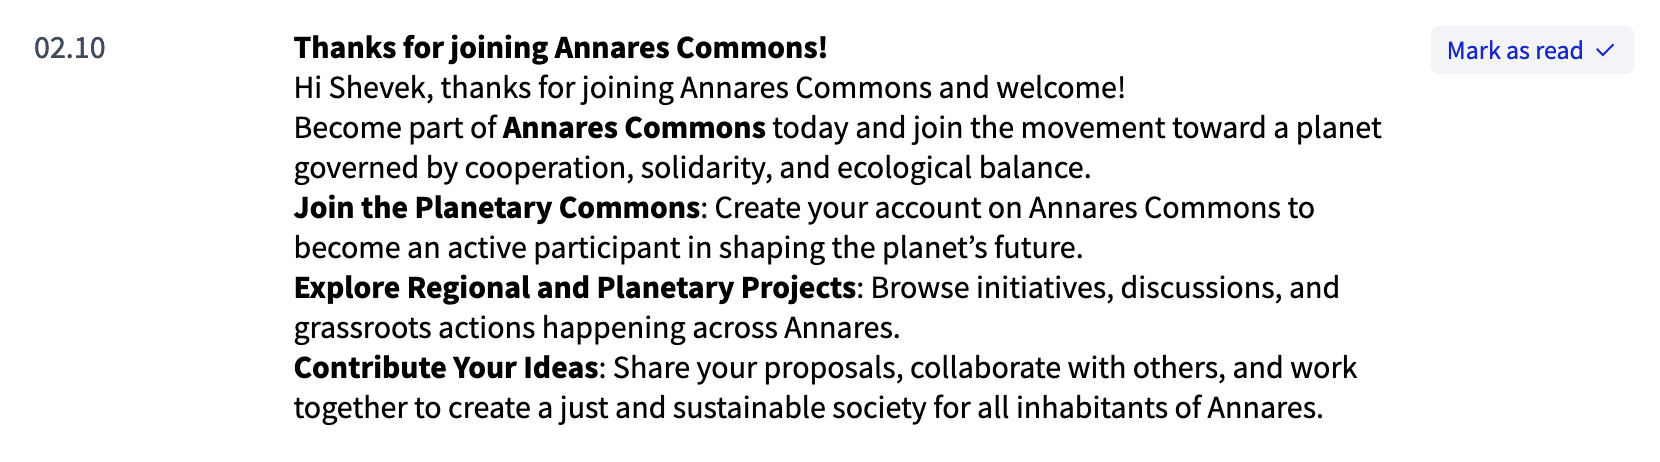 02.10
Thanks for joining Annares Commons!
Mark as read
Hi Shevek, thanks for joining Annares Commons and welcome!
Become part of Annares Commons today and join the movement toward a planet
governed by cooperation, solidarity, and ecological balance.
Join the Planetary Commons: Create your account on Annares Commons to
become an active participant in shaping the planet’s future.
Explore Regional and Planetary Projects: Browse initiatives, discussions, and
grassroots actions happening across Annares.
Contribute Your Ideas: Share your proposals, collaborate with others, and work
together to create a just and sustainable society for all inhabitants of Annares.